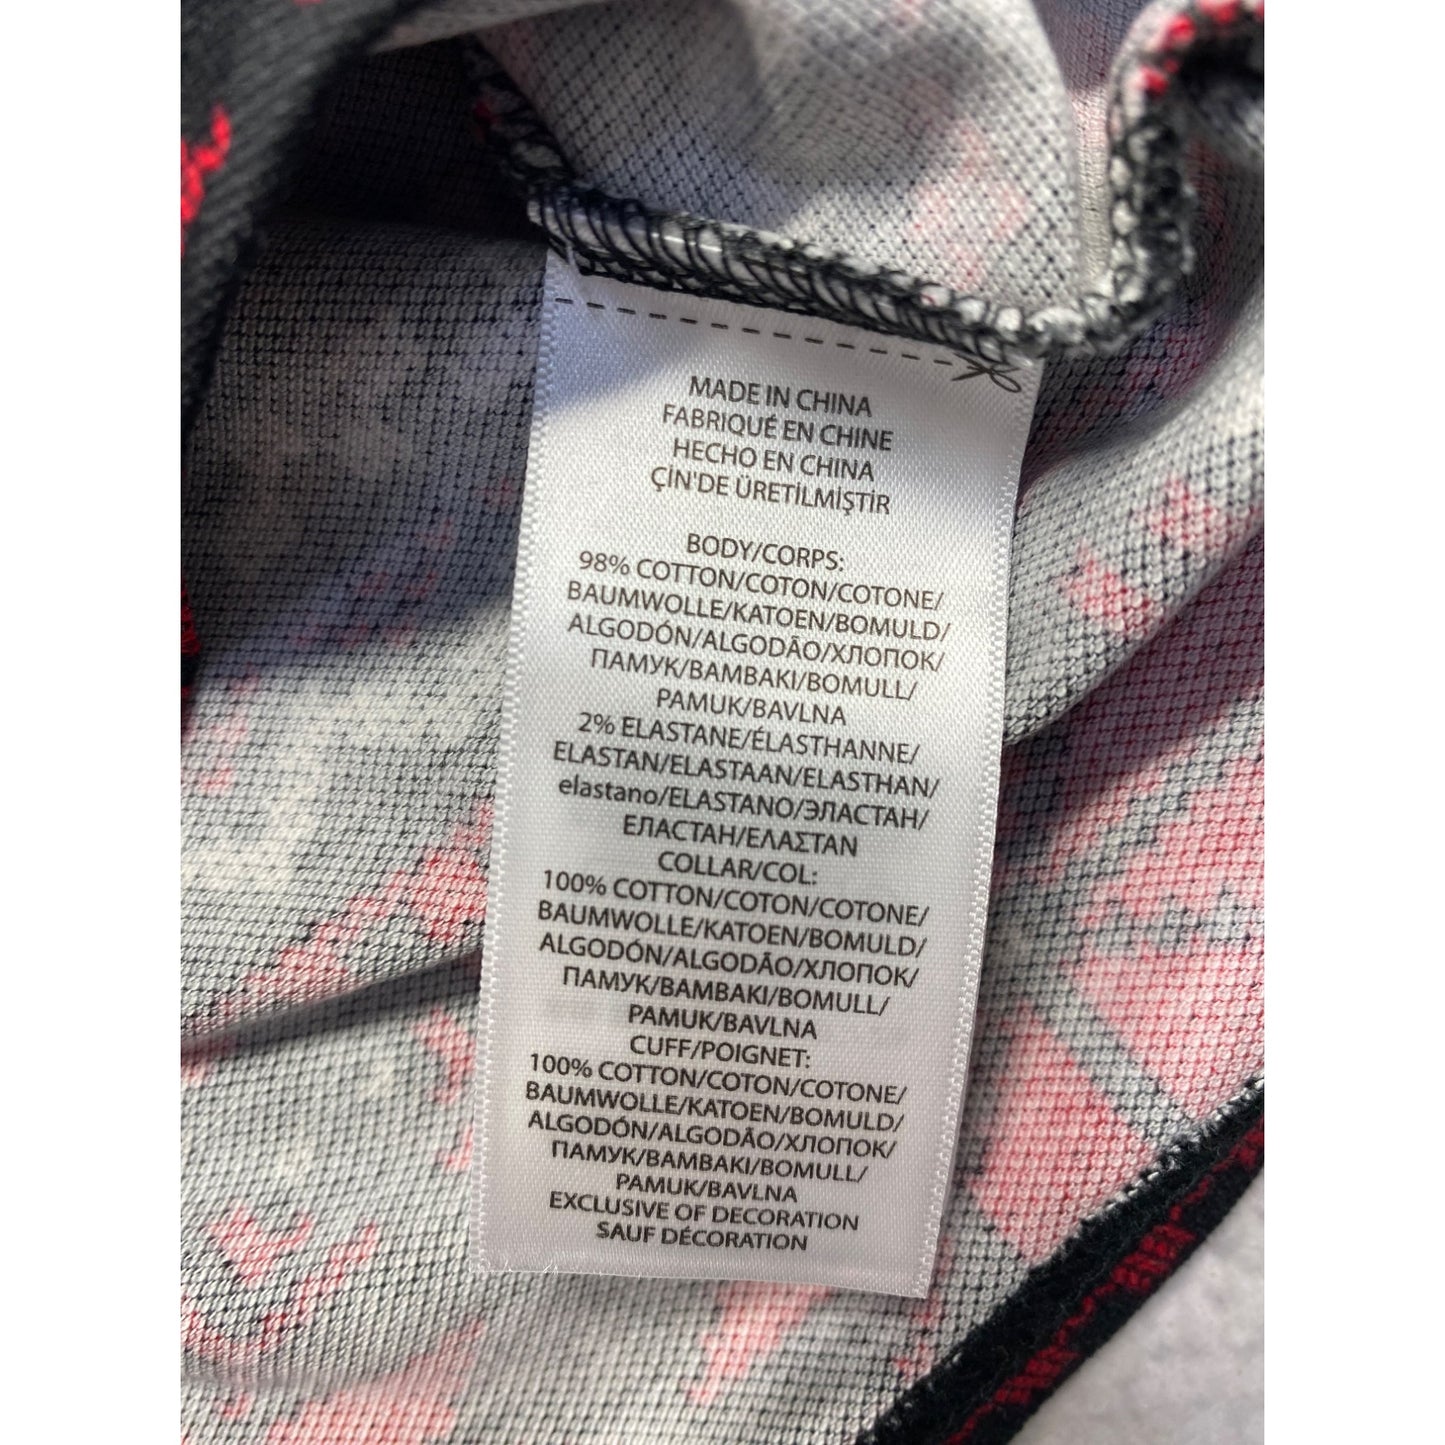 MADE IN CHINA
FABRIQUÉ EN CHINE
HECHO EN CHINA
ÇİN'DE ÜRETİLMİŞTİR
BODY/CORPS:
98% COTTON/COTON/COTONE/
BAUMWOLLE/KATOEN/BOMULD/
ALGODÓN/ALGODÃO/ХЛОПОК/
ПАМУК/BAMBAKI/BOMULL/
PAMUK/BAVLNA
2% ELASTANE/ÉLASTHANNE/
ELASTAN/ELASTAAN/ELASTHAN/
elastano/ELASTANO/ЭЛАСТАН/
ЕЛАСТАН/ΕΛΑΣΤΑΝ
COLLAR/COL:
100% COTTON/COTON/COTONE/
BAUMWOLLE/KATOEN/BOMULD/
ALGODÓN/ALGODÃO/ХЛОПОК/
ПАМУК/BAMBAKI/BOMULL/
PAMUK/BAVLNA
CUFF/POIGNET:
100% COTTON/COTON/COTONE/
BAUMWOLLE/KATOEN/BOMULD/
ALGODÓN/ALGODÃO/ХЛОПОК/
ПАМУК/BAMBAKI/BOMULL/
PAMUK/BAVLNA
EXCLUSIVE OF DECORATION
SAUF DÉCORATION